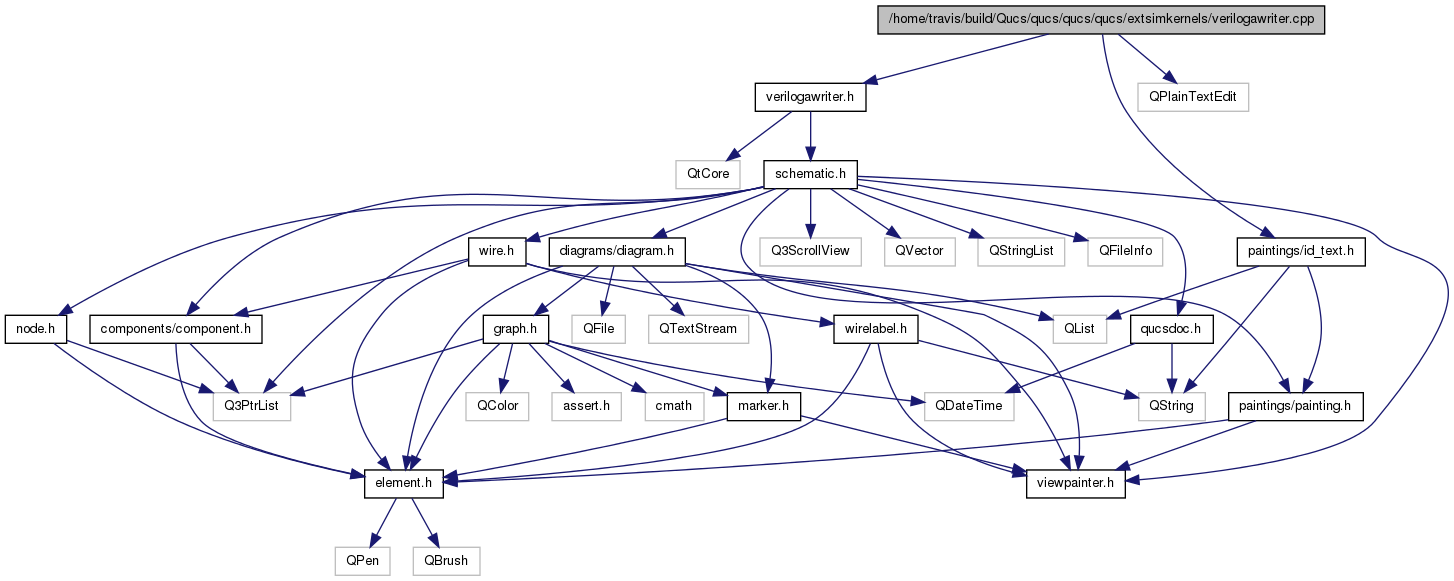 /home/travis/build/Qucs/qucs/qucs/qucs/extsimkernels/verilogawriter.cpp
verilogawriter.h
QPlainTextEdit
QtCore
schematic.h
wire.h
diagrams/diagram.h
Q3ScrollView
QVector
QStringList
QFileInfo
paintings/id_text.h
node.h
components/component.h
graph.h
QFile
QTextStream
wirelabel.h
QList
qucsdoc.h
Q3PtrList
QColor
assert.h
cmath
marker.h
QDateTime
QString
paintings/painting.h
element.h
viewpainter.h
QPen
QBrush